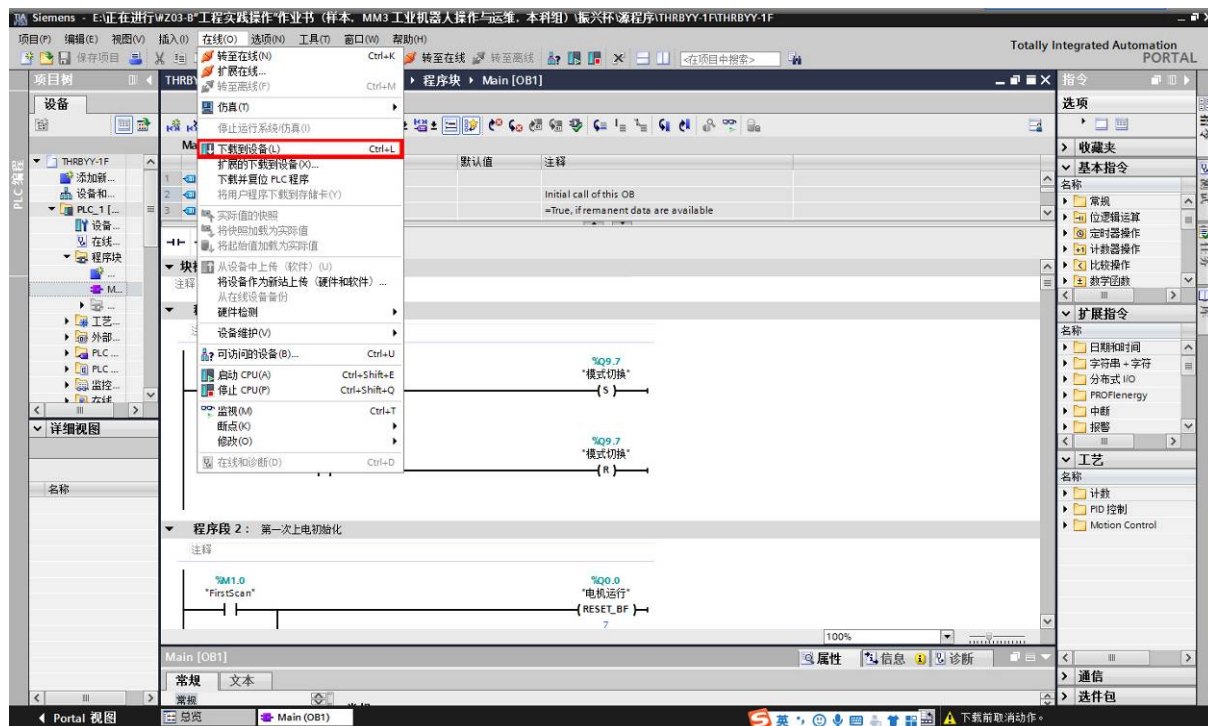 Siemens - E:\正在进行\WZ03-B"工程实践操作"作业书（样本，MM3 工业机器人操作与运维，本科组）\振兴杯\源程序\THRBYY-1F\THRBYY-1F
项目(P) 编辑(E) 视图(V) 插入(I) 在线(O) 选项(N) 工具(T) 窗口(W) 帮助(H)
Totally Integrated Automation
PORTAL
保存项目 转至在线 转至离线 <在项目中搜索>
项目树
程序块 Main [OB1]
指令
设备
选项
转至在线(N) Ctrl+K
扩展在线...
转至离线(F) Ctrl+M
仿真(T)
停止运行系统/仿真(I)
下载到设备(L) Ctrl+L
扩展的下载到设备(X)...
下载并复位 PLC 程序
将用户程序下载到存储卡(Y)
实际值的快照
将快照加载为实际值
将起始值加载为实际值
从设备中上传（软件）(U)
将设备作为新站上传（硬件和软件）...
从在线设备备份
硬件检测
设备维护(V)
可访问的设备(B)... Ctrl+U
启动 CPU(A) Ctrl+Shift+E
停止 CPU(P) Ctrl+Shift+Q
监视(M) Ctrl+T
断点(K)
修改(O)
在线和诊断(D) Ctrl+D
THRBYY-1F
添加新...
设备和...
PLC_1 [...
设备...
在线...
程序块
...
M...
...
工艺...
外部...
PLC ...
PLC ...
监控...
在线
详细视图
名称
默认值 注释
1
2 Initial call of this OB
3 =True, if remanent data are available
注释
%Q9.7
"模式切换"
( S )
%Q9.7
"模式切换"
( R )
程序段 2： 第一次上电初始化
注释
%M1.0
"FirstScan"
%Q0.0
"电机运行"
( RESET_BF )
7
100%
Main [OB1]
属性 信息 诊断
常规 文本
常规
收藏夹
基本指令
名称
常规
位逻辑运算
定时器操作
计数器操作
比较操作
数学函数
扩展指令
名称
日期和时间
字符串 + 字符
分布式 I/O
PROFIenergy
中断
报警
工艺
名称
计数
PID 控制
Motion Control
通信
选件包
PLC 编程
Portal 视图 总览 Main (OB1)
英
下载前取消动作。